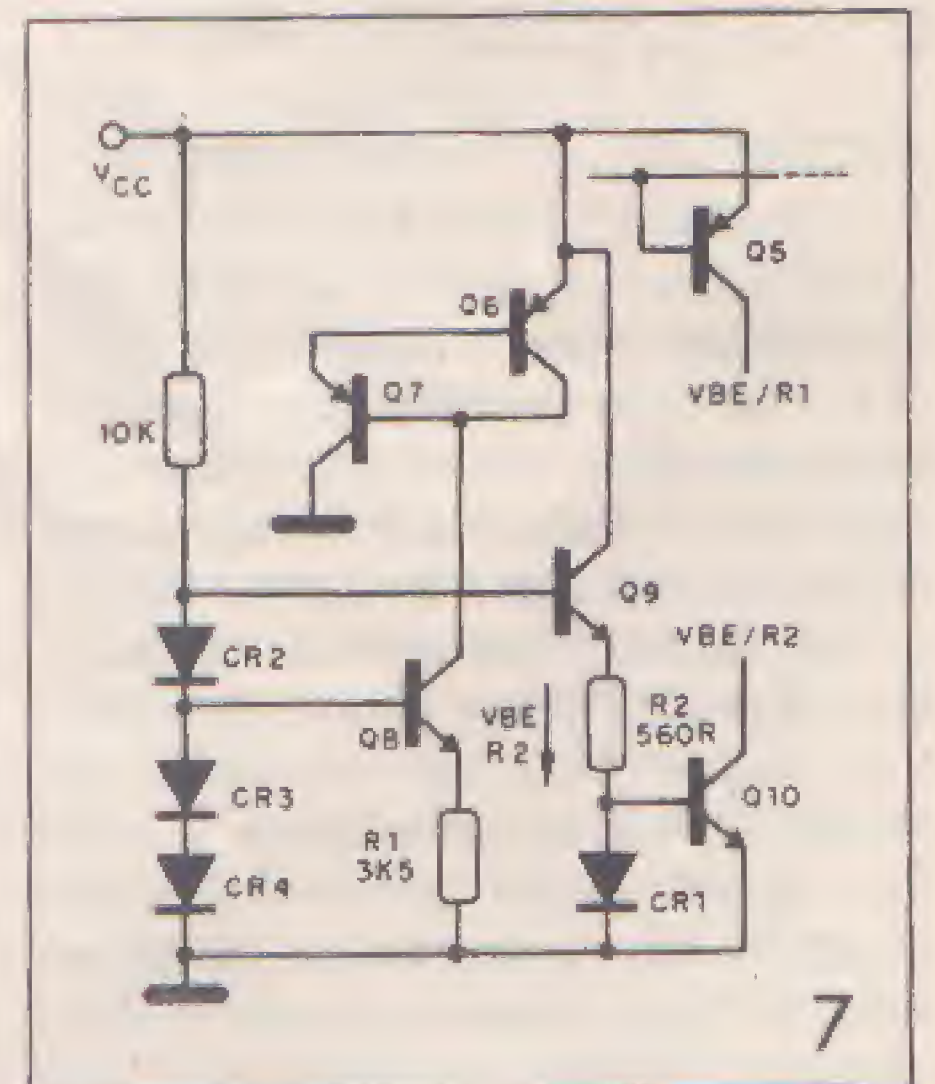 VCC
Q5
Q6
VBE/R1
Q7
10K
Q9
VBE/R2
CR2
R2
560R
VBE
R2
Q8
Q10
CR3
R1
3K5
CR4
CR1
7